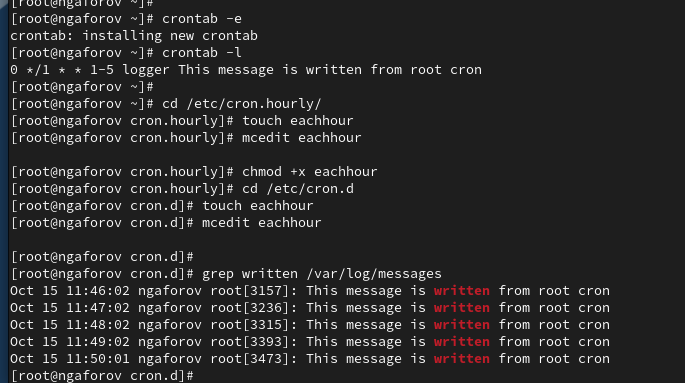 [root@ngaforov ~]#
[root@ngaforov ~]# crontab -e
crontab: installing new crontab
[root@ngaforov ~]# crontab -l
0 */1 * * 1-5 logger This message is written from root cron
[root@ngaforov ~]#
[root@ngaforov ~]# cd /etc/cron.hourly/
[root@ngaforov cron.hourly]# touch eachhour
[root@ngaforov cron.hourly]# mcedit eachhour

[root@ngaforov cron.hourly]# chmod +x eachhour
[root@ngaforov cron.hourly]# cd /etc/cron.d
[root@ngaforov cron.d]# touch eachhour
[root@ngaforov cron.d]# mcedit eachhour

[root@ngaforov cron.d]#
[root@ngaforov cron.d]# grep written /var/log/messages
Oct 15 11:46:02 ngaforov root[3157]: This message is written from root cron
Oct 15 11:47:02 ngaforov root[3236]: This message is written from root cron
Oct 15 11:48:02 ngaforov root[3315]: This message is written from root cron
Oct 15 11:49:02 ngaforov root[3393]: This message is written from root cron
Oct 15 11:50:01 ngaforov root[3473]: This message is written from root cron
[root@ngaforov cron.d]#